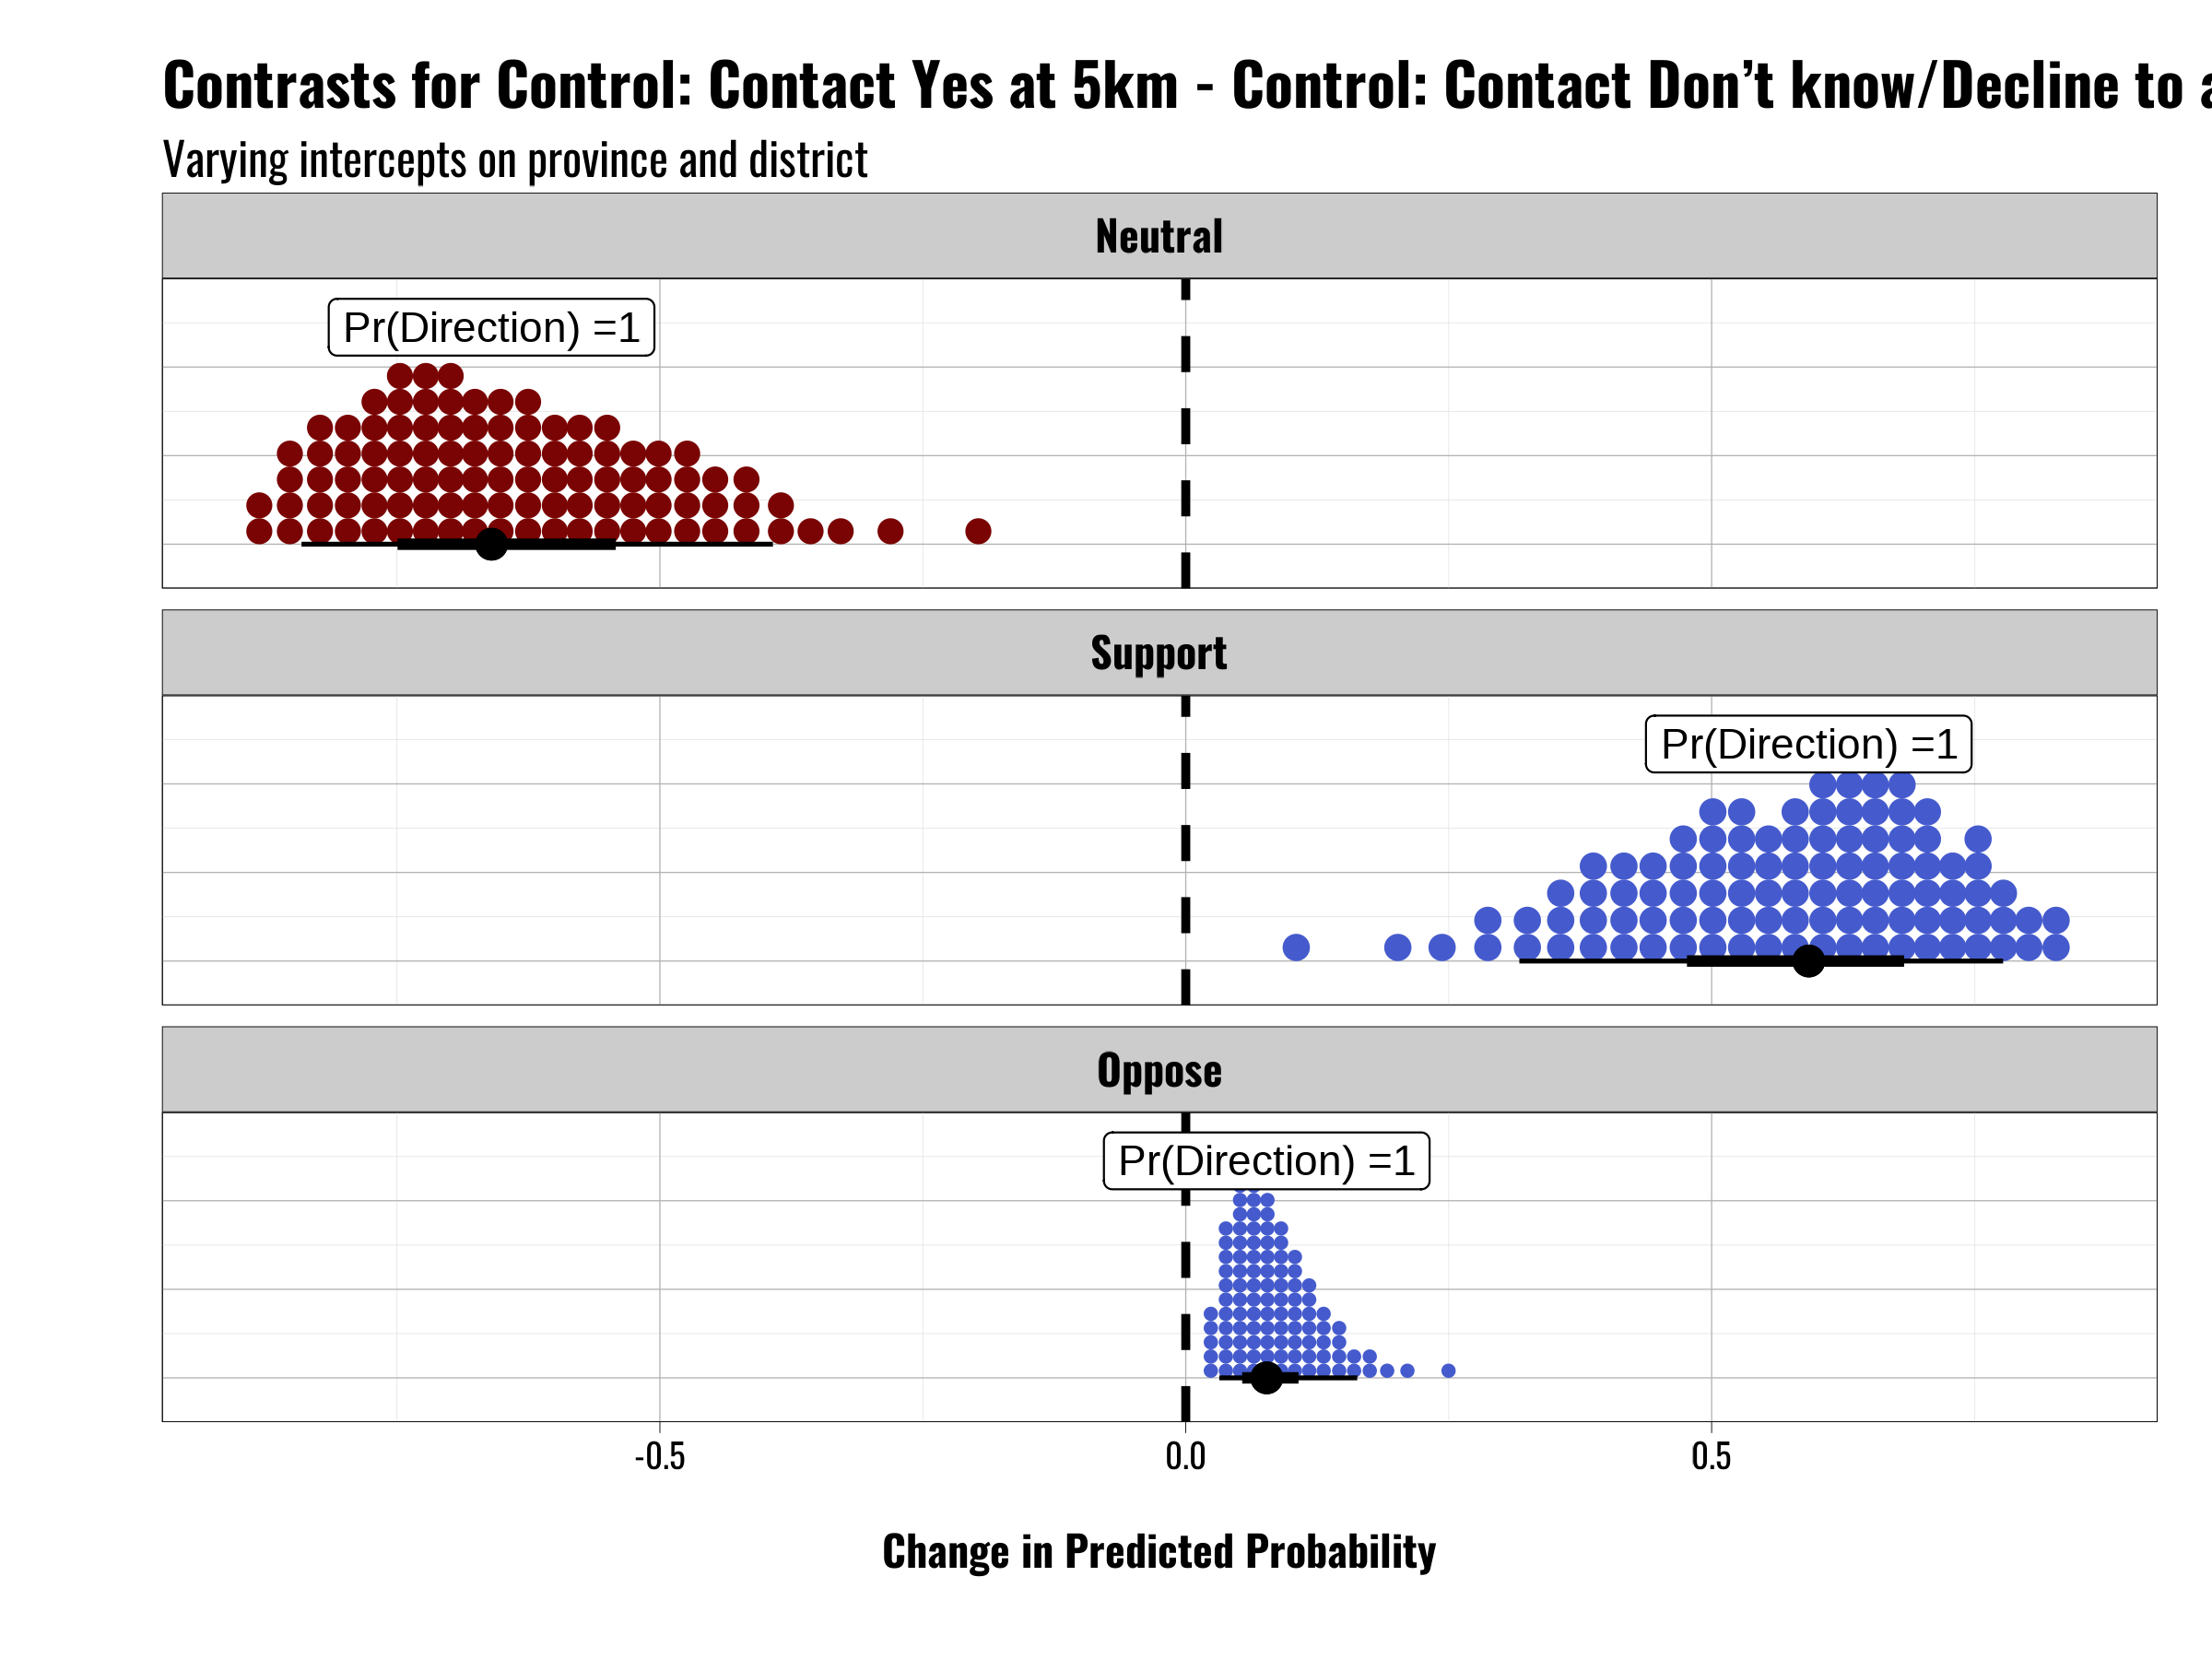 Contrasts for Control: Contact Yes at 5km - Control: Contact Don’t know/Decline to
Varying intercepts on province and district
Neutral
Pr(Direction) =1
Support
Pr(Direction) =1
Oppose
Pr(Direction) =1
-0.5 0.0 0.5
Change in Predicted Probability